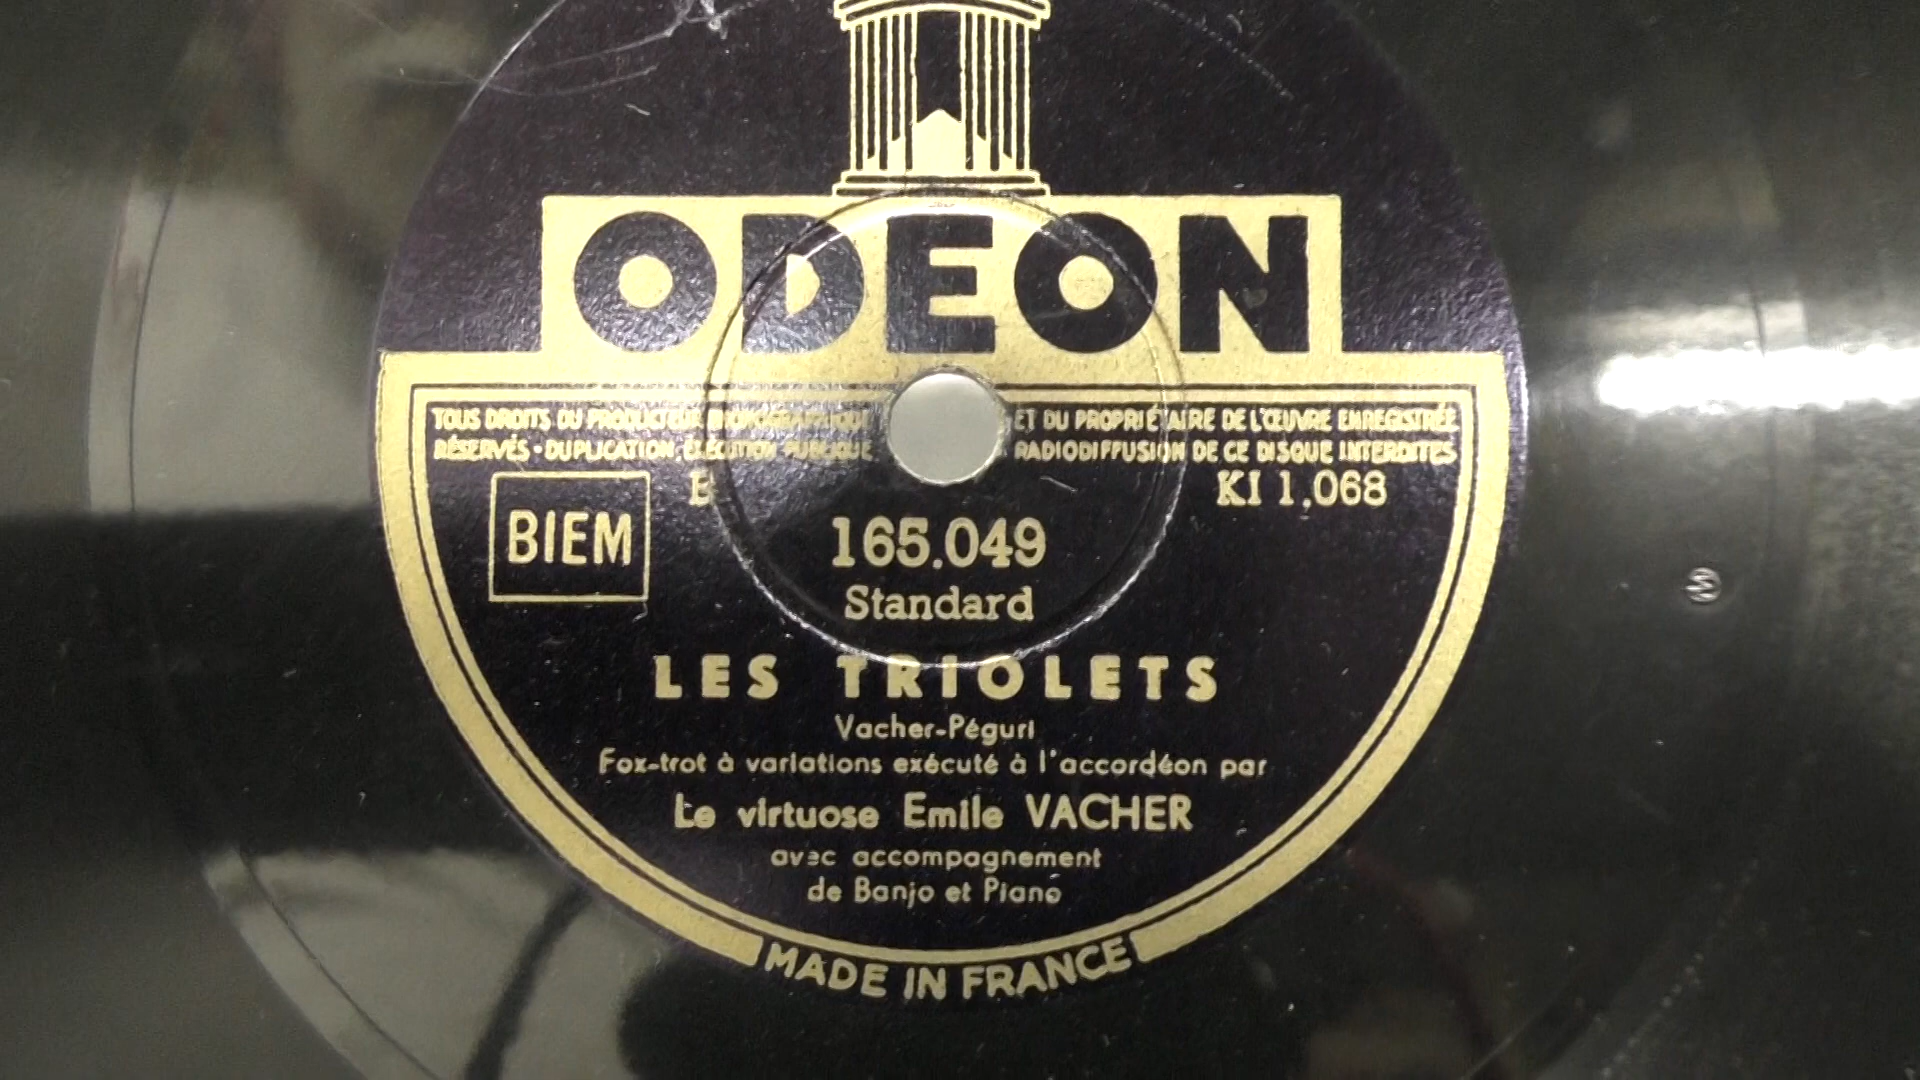 ODEON
TOUS DROITS DU PRODUCTEUR PHONOGRAPHIQUE ET DU PROPRIÉTAIRE DE L'ŒUVRE ENREGISTRÉE
RÉSERVÉS · DUPLICATION, EXÉCUTION PUBLIQUE RADIODIFFUSION DE CE DISQUE INTERDITES
BIEM
KI 1,068
165.049
Standard
LES TRIOLETS
Vacher-Péguri
Fox-trot à variations exécuté à l'accordéon par
Le virtuose Emile VACHER
avec accompagnement
de Banjo et Piano
MADE IN FRANCE